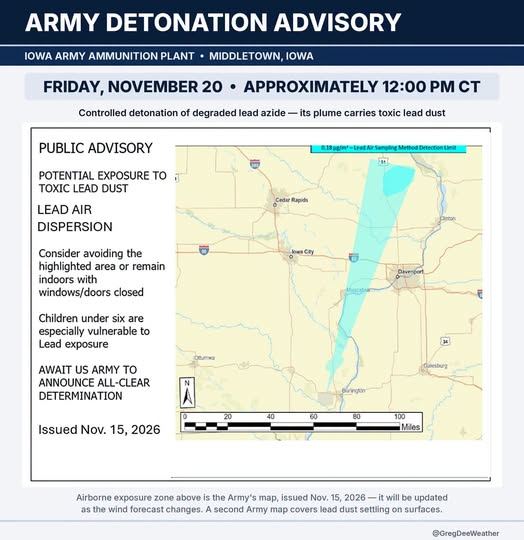 ARMY DETONATION ADVISORY
IOWA ARMY AMMUNITION PLANT • MIDDLETOWN, IOWA
FRIDAY, NOVEMBER 20 • APPROXIMATELY 12:00 PM CT
Controlled detonation of degraded lead azide — its plume carries toxic lead dust
PUBLIC ADVISORY
POTENTIAL EXPOSURE TO
TOXIC LEAD DUST
LEAD AIR
DISPERSION
Consider avoiding the
highlighted area or remain
indoors with
windows/doors closed
Children under six are
especially vulnerable to
Lead exposure
AWAIT US ARMY TO
ANNOUNCE ALL-CLEAR
DETERMINATION
Issued Nov. 15, 2026
0.18 µg/m³ – Lead Air Sampling Method Detection Limit
Cedar Rapids
Clinton
Iowa City
Davenport
Muscatine
34
Ottumwa
Galesburg
Burlington
N
0 20 40 60 80 100
Miles
Airborne exposure zone above is the Army's map, issued Nov. 15, 2026 — it will be updated
as the wind forecast changes. A second Army map covers lead dust settling on surfaces.
@GregDeeWeather